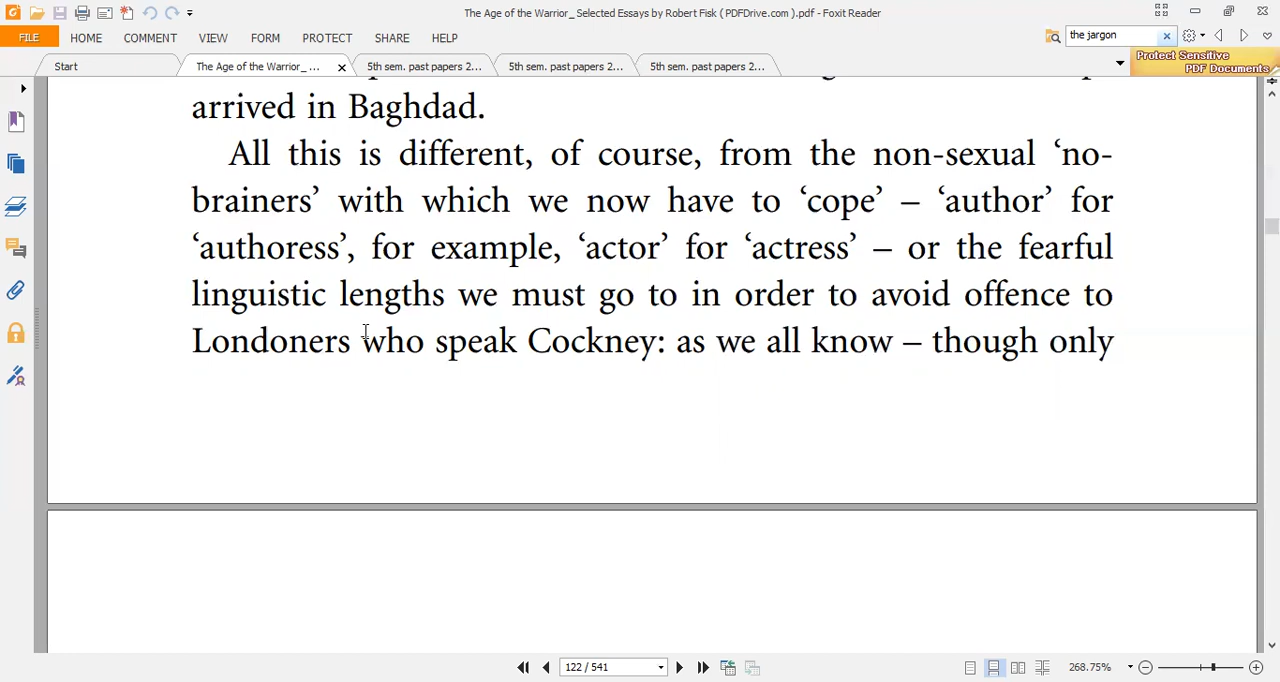 The Age of the Warrior_ Selected Essays by Robert Fisk ( PDFDrive.com ).pdf - Foxit Reader
FILE HOME COMMENT VIEW FORM PROTECT SHARE HELP
the jargon
Start The Age of the Warrior_ ... 5th sem. past papers 2... 5th sem. past papers 2... 5th sem. past papers 2...
Protect Sensitive
PDF Documents
arrived in Baghdad.
All this is different, of course, from the non-sexual ‘no-
brainers’ with which we now have to ‘cope’ – ‘author’ for
‘authoress’, for example, ‘actor’ for ‘actress’ – or the fearful
linguistic lengths we must go to in order to avoid offence to
Londoners who speak Cockney: as we all know – though only
122 / 541
268.75%